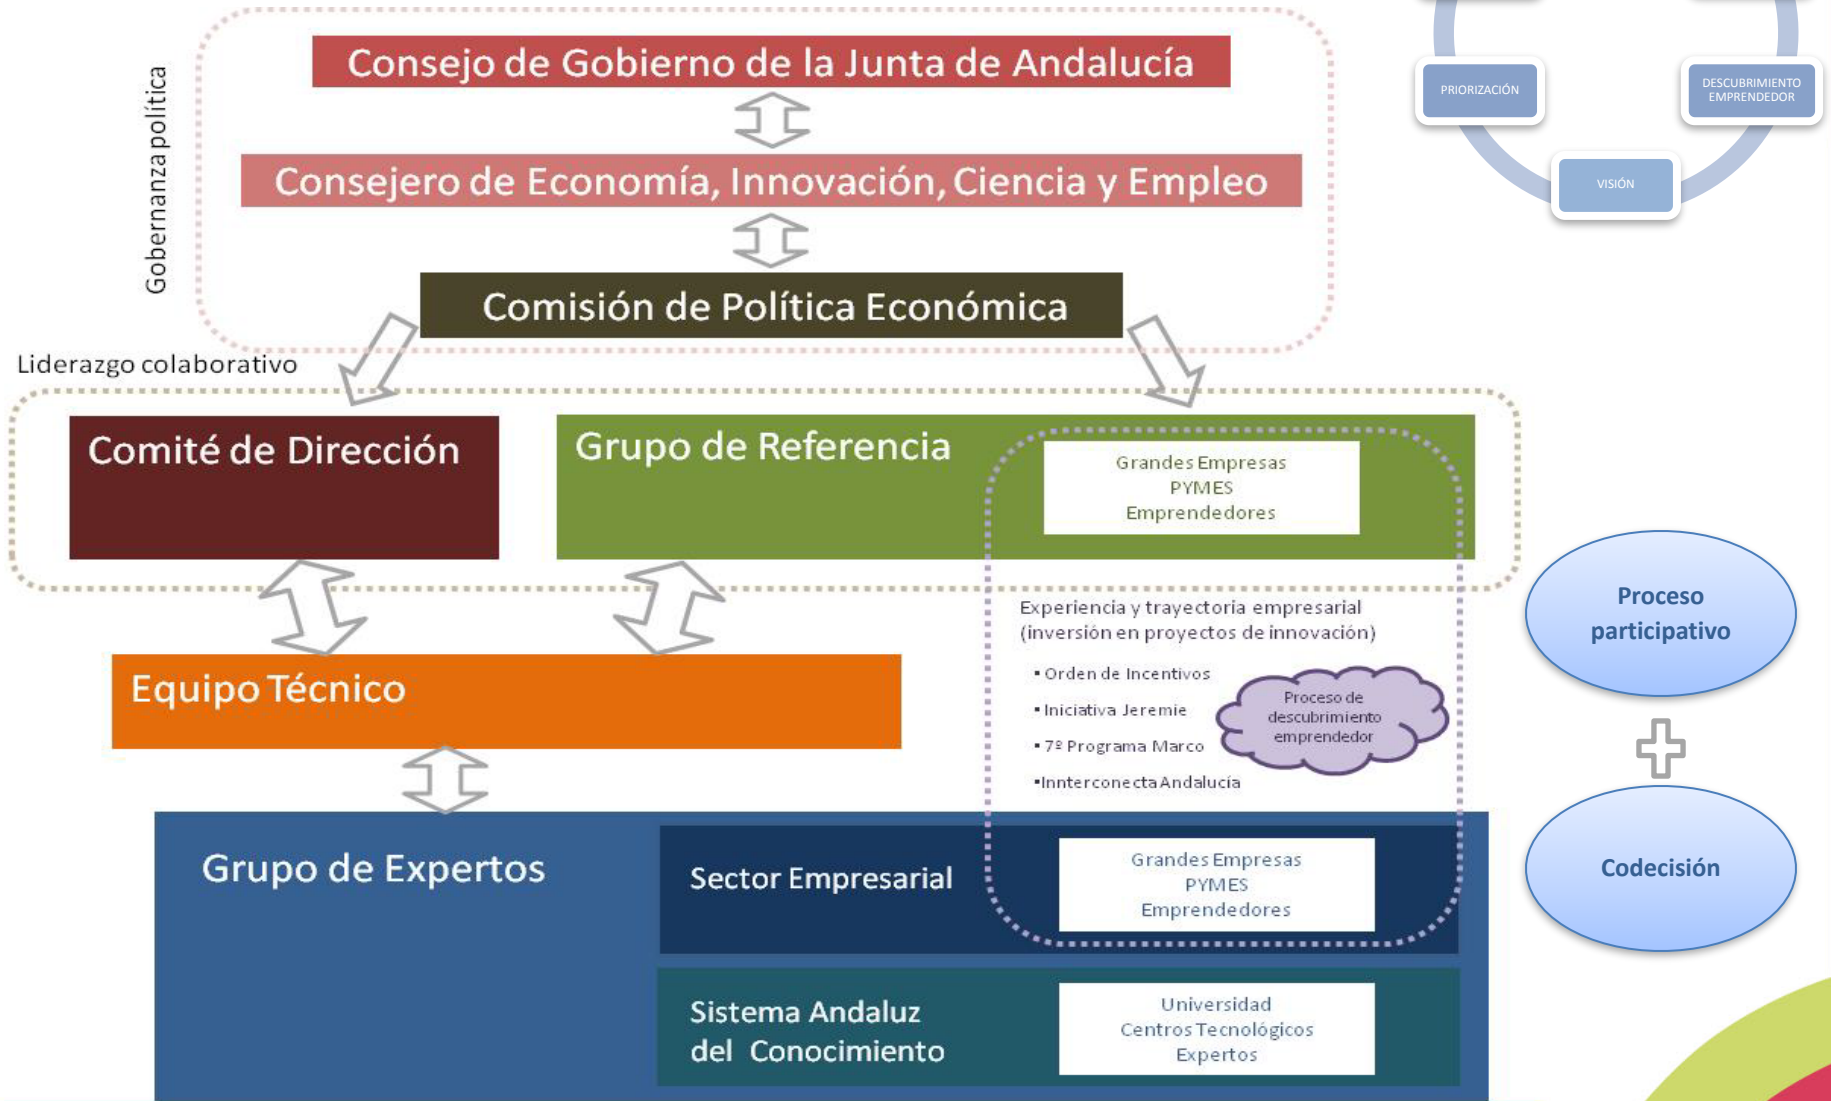 Gobernanza política
Consejo de Gobierno de la Junta de Andalucía
Consejero de Economía, Innovación, Ciencia y Empleo
Comisión de Política Económica
PRIORIZACIÓN
DESCUBRIMIENTO
EMPRENDEDOR
VISIÓN
Liderazgo colaborativo
Comité de Dirección
Grupo de Referencia
Grandes Empresas
PYMES
Emprendedores
Experiencia y trayectoria empresarial
(inversión en proyectos de innovación)
▪ Orden de Incentivos
▪ Iniciativa Jeremie
▪ 7º Programa Marco
▪Innterconecta Andalucía
Proceso de
descubrimiento
emprendedor
Proceso
participativo
Codecisión
Equipo Técnico
Grupo de Expertos
Sector Empresarial
Grandes Empresas
PYMES
Emprendedores
Sistema Andaluz
del Conocimiento
Universidad
Centros Tecnológicos
Expertos